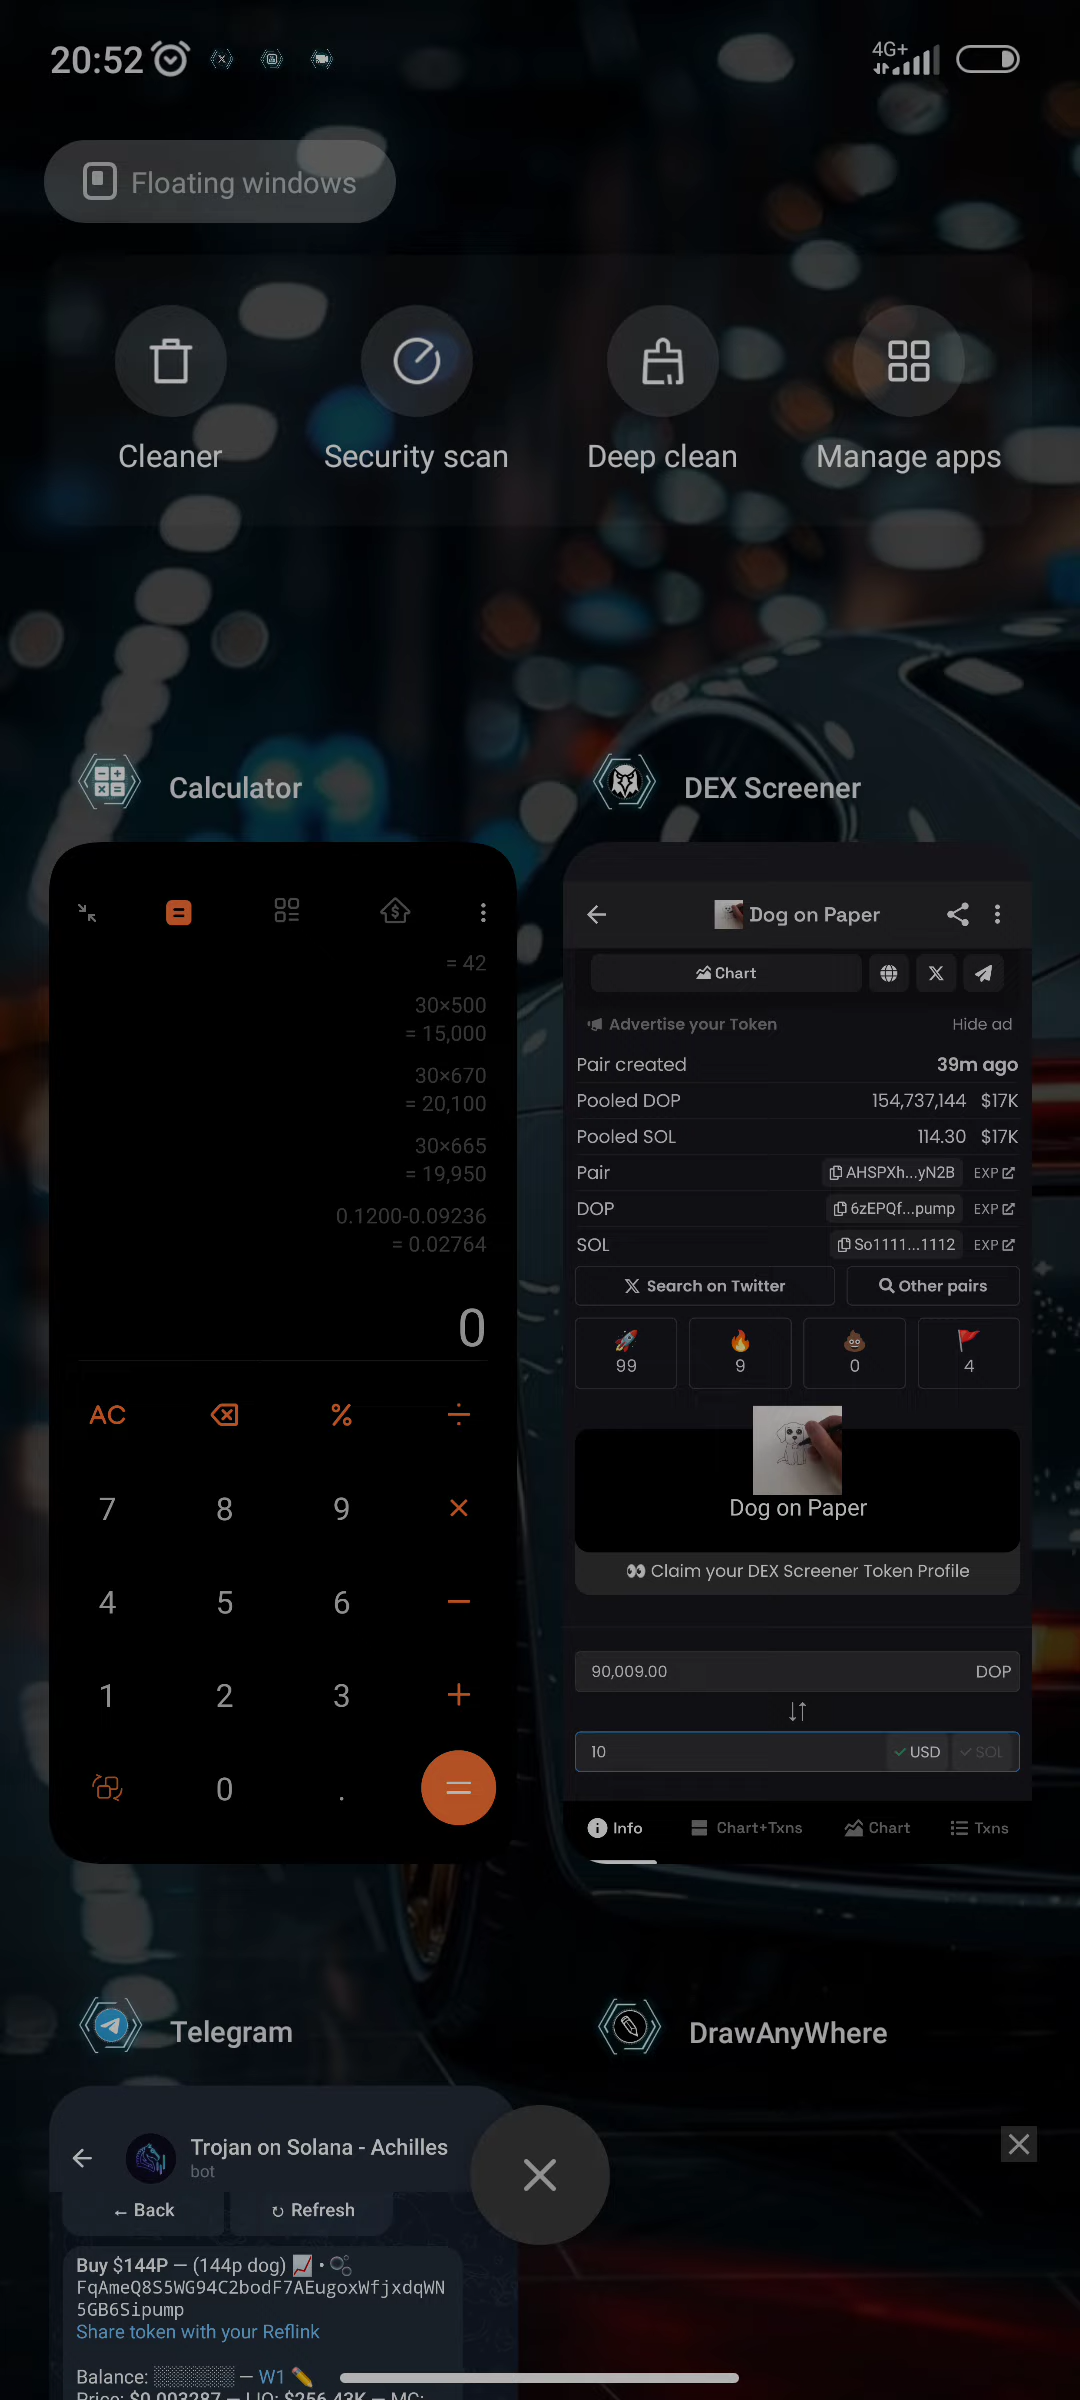 20:52
4G+
Floating windows
Cleaner
Security scan
Deep clean
Manage apps
Calculator
= 42
30×500
= 15,000
30×670
= 20,100
30×665
= 19,950
0.1200-0.09236
= 0.02764
0
AC
%
÷
7
8
9
×
4
5
6
−
1
2
3
+
0
.
=
DEX Screener
Dog on Paper
Chart
Advertise your Token
Hide ad
Pair created 39m ago
Pooled DOP 154,737,144 $17K
Pooled SOL 114.30 $17K
Pair AHSPXh...yN2B EXP
DOP 6zEPQf...pump EXP
SOL So1111...1112 EXP
Search on Twitter
Other pairs
🚀 🔥 💩 🚩
99 9 0 4
Dog on Paper
👀 Claim your DEX Screener Token Profile
90,009.00 DOP
10 USD SOL
Info
Chart+Txns
Chart
Txns
Telegram
DrawAnyWhere
Trojan on Solana - Achilles
bot
← Back
↻ Refresh
Buy $144P — (144p dog) 📈 •
FqAmeQ8S5WG94C2bodF7AEugoxWfjxdqWN
5GB6Sipump
Share token with your Reflink
Balance: — W1 ✏️
Price: $0.003287 — LIQ: $256.43K — MC: